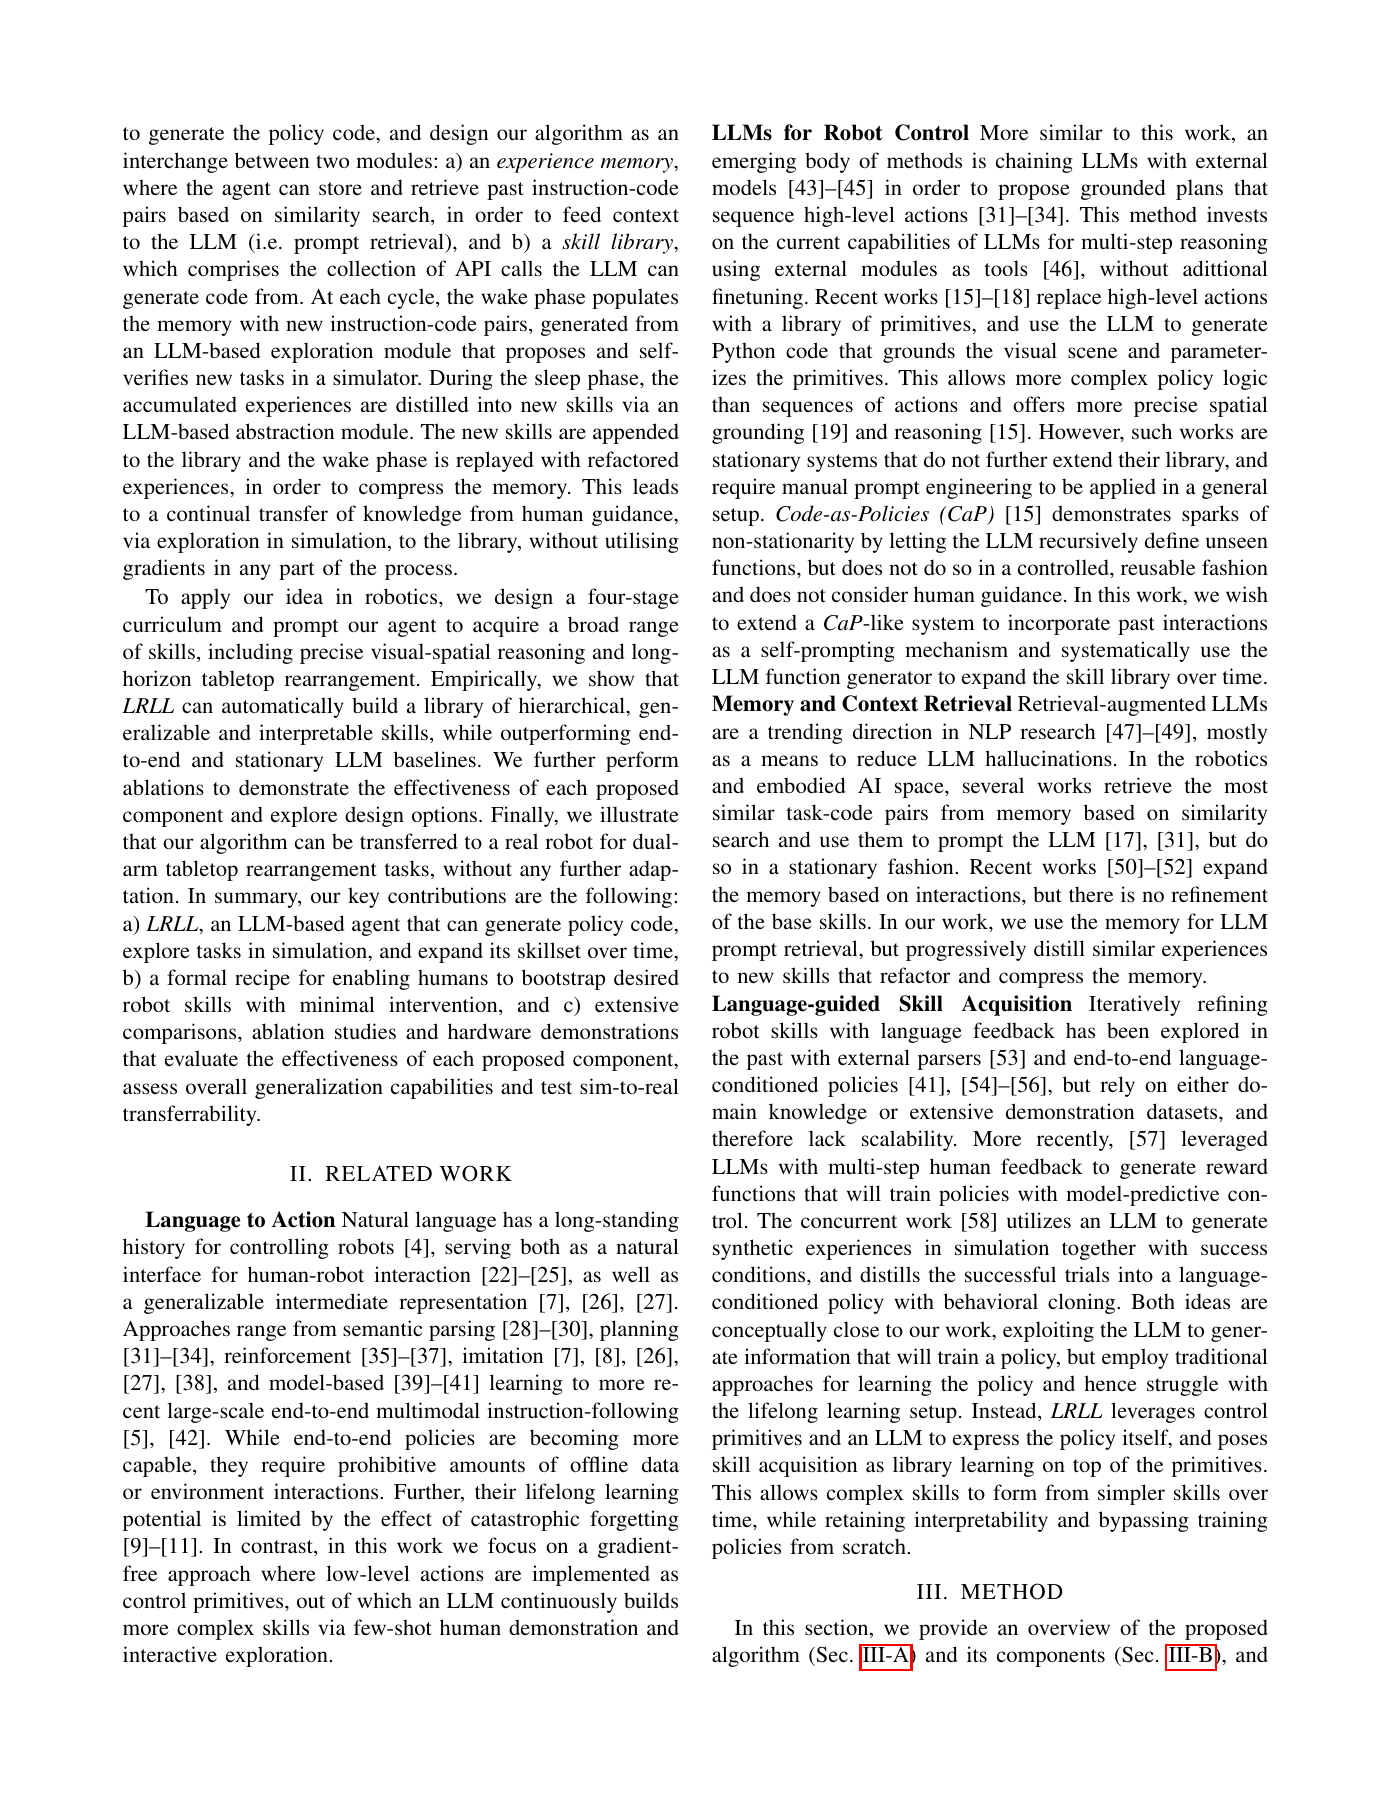 to generate the policy code, and design our algorithm as an
interchange between two modules: a) an experience memory,
where the agent can store and retrieve past instruction-code
pairs based on similarity search, in order to feed context
to the LLM (i.e. prompt retrieval), and b) a skill library,
which comprises the collection of API calls the LLM can
generate code from. At each cycle, the wake phase populates
the memory with new instruction-code pairs, generated from
an LLM-based exploration module that proposes and self-
verifies new tasks in a simulator. During the sleep phase, the
accumulated experiences are distilled into new skills via an
LLM-based abstraction module. The new skills are appended
to the library and the wake phase is replayed with refactored
experiences, in order to compress the memory. This leads
to a continual transfer of knowledge from human guidance,
via exploration in simulation, to the library, without utilising
gradients in any part of the process.
To apply our idea in robotics, we design a four-stage
curriculum and prompt our agent to acquire a broad range
of skills, including precise visual-spatial reasoning and long-
horizon tabletop rearrangement. Empirically, we show that
LRLL can automatically build a library of hierarchical, gen-
eralizable and interpretable skills, while outperforming end-
to-end and stationary LLM baselines. We further perform
ablations to demonstrate the effectiveness of each proposed
component and explore design options. Finally, we illustrate
that our algorithm can be transferred to a real robot for dual-
arm tabletop rearrangement tasks, without any further adap-
tation. In summary, our key contributions are the following:
a) LRLL, an LLM-based agent that can generate policy code,
explore tasks in simulation, and expand its skillset over time,
b) a formal recipe for enabling humans to bootstrap desired
robot skills with minimal intervention, and c) extensive
comparisons, ablation studies and hardware demonstrations
that evaluate the effectiveness of each proposed component,
assess overall generalization capabilities and test sim-to-real
transferrability.
II. RELATED WORK
Language to Action Natural language has a long-standing
history for controlling robots [4], serving both as a natural
interface for human-robot interaction [22]–[25], as well as
a generalizable intermediate representation [7], [26], [27].
Approaches range from semantic parsing [28]–[30], planning
[31]–[34], reinforcement [35]–[37], imitation [7], [8], [26],
[27], [38], and model-based [39]–[41] learning to more re-
cent large-scale end-to-end multimodal instruction-following
[5], [42]. While end-to-end policies are becoming more
capable, they require prohibitive amounts of offline data
or environment interactions. Further, their lifelong learning
potential is limited by the effect of catastrophic forgetting
[9]–[11]. In contrast, in this work we focus on a gradient-
free approach where low-level actions are implemented as
control primitives, out of which an LLM continuously builds
more complex skills via few-shot human demonstration and
interactive exploration.
LLMs for Robot Control More similar to this work, an
emerging body of methods is chaining LLMs with external
models [43]–[45] in order to propose grounded plans that
sequence high-level actions [31]–[34]. This method invests
on the current capabilities of LLMs for multi-step reasoning
using external modules as tools [46], without adittional
finetuning. Recent works [15]–[18] replace high-level actions
with a library of primitives, and use the LLM to generate
Python code that grounds the visual scene and parameter-
izes the primitives. This allows more complex policy logic
than sequences of actions and offers more precise spatial
grounding [19] and reasoning [15]. However, such works are
stationary systems that do not further extend their library, and
require manual prompt engineering to be applied in a general
setup. Code-as-Policies (CaP) [15] demonstrates sparks of
non-stationarity by letting the LLM recursively define unseen
functions, but does not do so in a controlled, reusable fashion
and does not consider human guidance. In this work, we wish
to extend a CaP-like system to incorporate past interactions
as a self-prompting mechanism and systematically use the
LLM function generator to expand the skill library over time.
Memory and Context Retrieval Retrieval-augmented LLMs
are a trending direction in NLP research [47]–[49], mostly
as a means to reduce LLM hallucinations. In the robotics
and embodied AI space, several works retrieve the most
similar task-code pairs from memory based on similarity
search and use them to prompt the LLM [17], [31], but do
so in a stationary fashion. Recent works [50]–[52] expand
the memory based on interactions, but there is no refinement
of the base skills. In our work, we use the memory for LLM
prompt retrieval, but progressively distill similar experiences
to new skills that refactor and compress the memory.
Language-guided Skill Acquisition Iteratively refining
robot skills with language feedback has been explored in
the past with external parsers [53] and end-to-end language-
conditioned policies [41], [54]–[56], but rely on either do-
main knowledge or extensive demonstration datasets, and
therefore lack scalability. More recently, [57] leveraged
LLMs with multi-step human feedback to generate reward
functions that will train policies with model-predictive con-
trol. The concurrent work [58] utilizes an LLM to generate
synthetic experiences in simulation together with success
conditions, and distills the successful trials into a language-
conditioned policy with behavioral cloning. Both ideas are
conceptually close to our work, exploiting the LLM to gener-
ate information that will train a policy, but employ traditional
approaches for learning the policy and hence struggle with
the lifelong learning setup. Instead, LRLL leverages control
primitives and an LLM to express the policy itself, and poses
skill acquisition as library learning on top of the primitives.
This allows complex skills to form from simpler skills over
time, while retaining interpretability and bypassing training
policies from scratch.
III. METHOD
In this section, we provide an overview of the proposed
algorithm (Sec. III-A) and its components (Sec. III-B), and